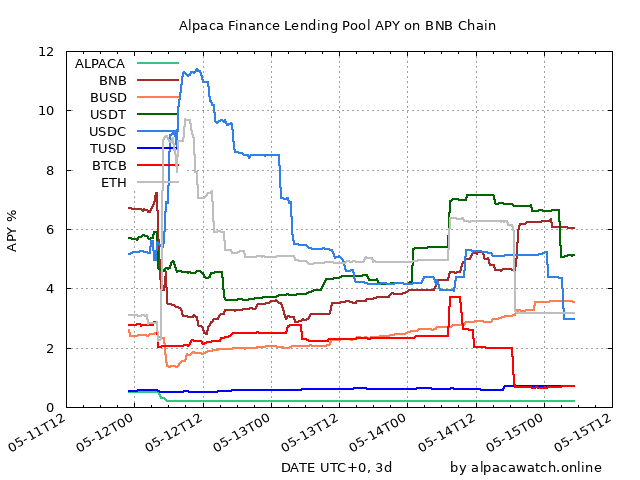 Alpaca Finance Lending Pool APY on BNB Chain
12
10
8
6
4
2
0
APY %
ALPACA
BNB
BUSD
USDT
USDC
TUSD
BTCB
ETH
05-11T12
05-12T00
05-12T12
05-13T00
05-13T12
05-14T00
05-14T12
05-15T00
05-15T12
DATE UTC+0, 3d
by alpacawatch.online